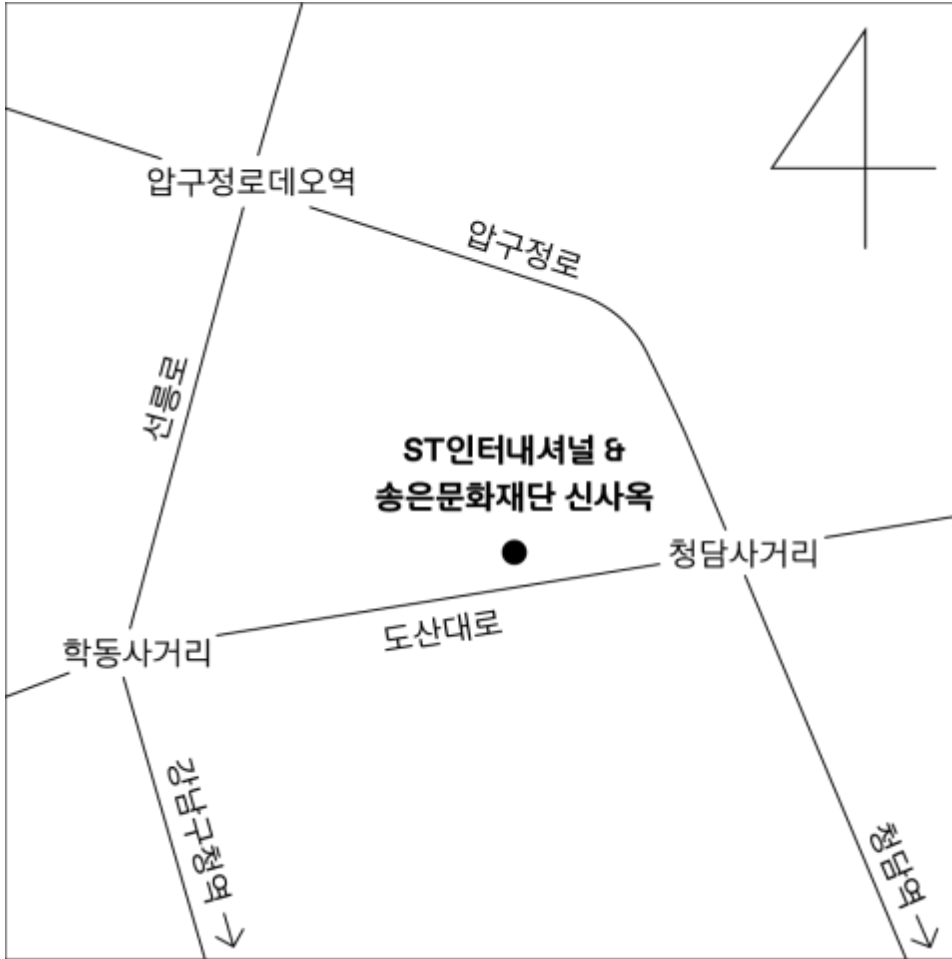 압구정로데오역
압구정로
선릉로
ST인터내셔널 &
송은문화재단 신사옥
청담사거리
도산대로
학동사거리
강남구청역 →
청담역 →